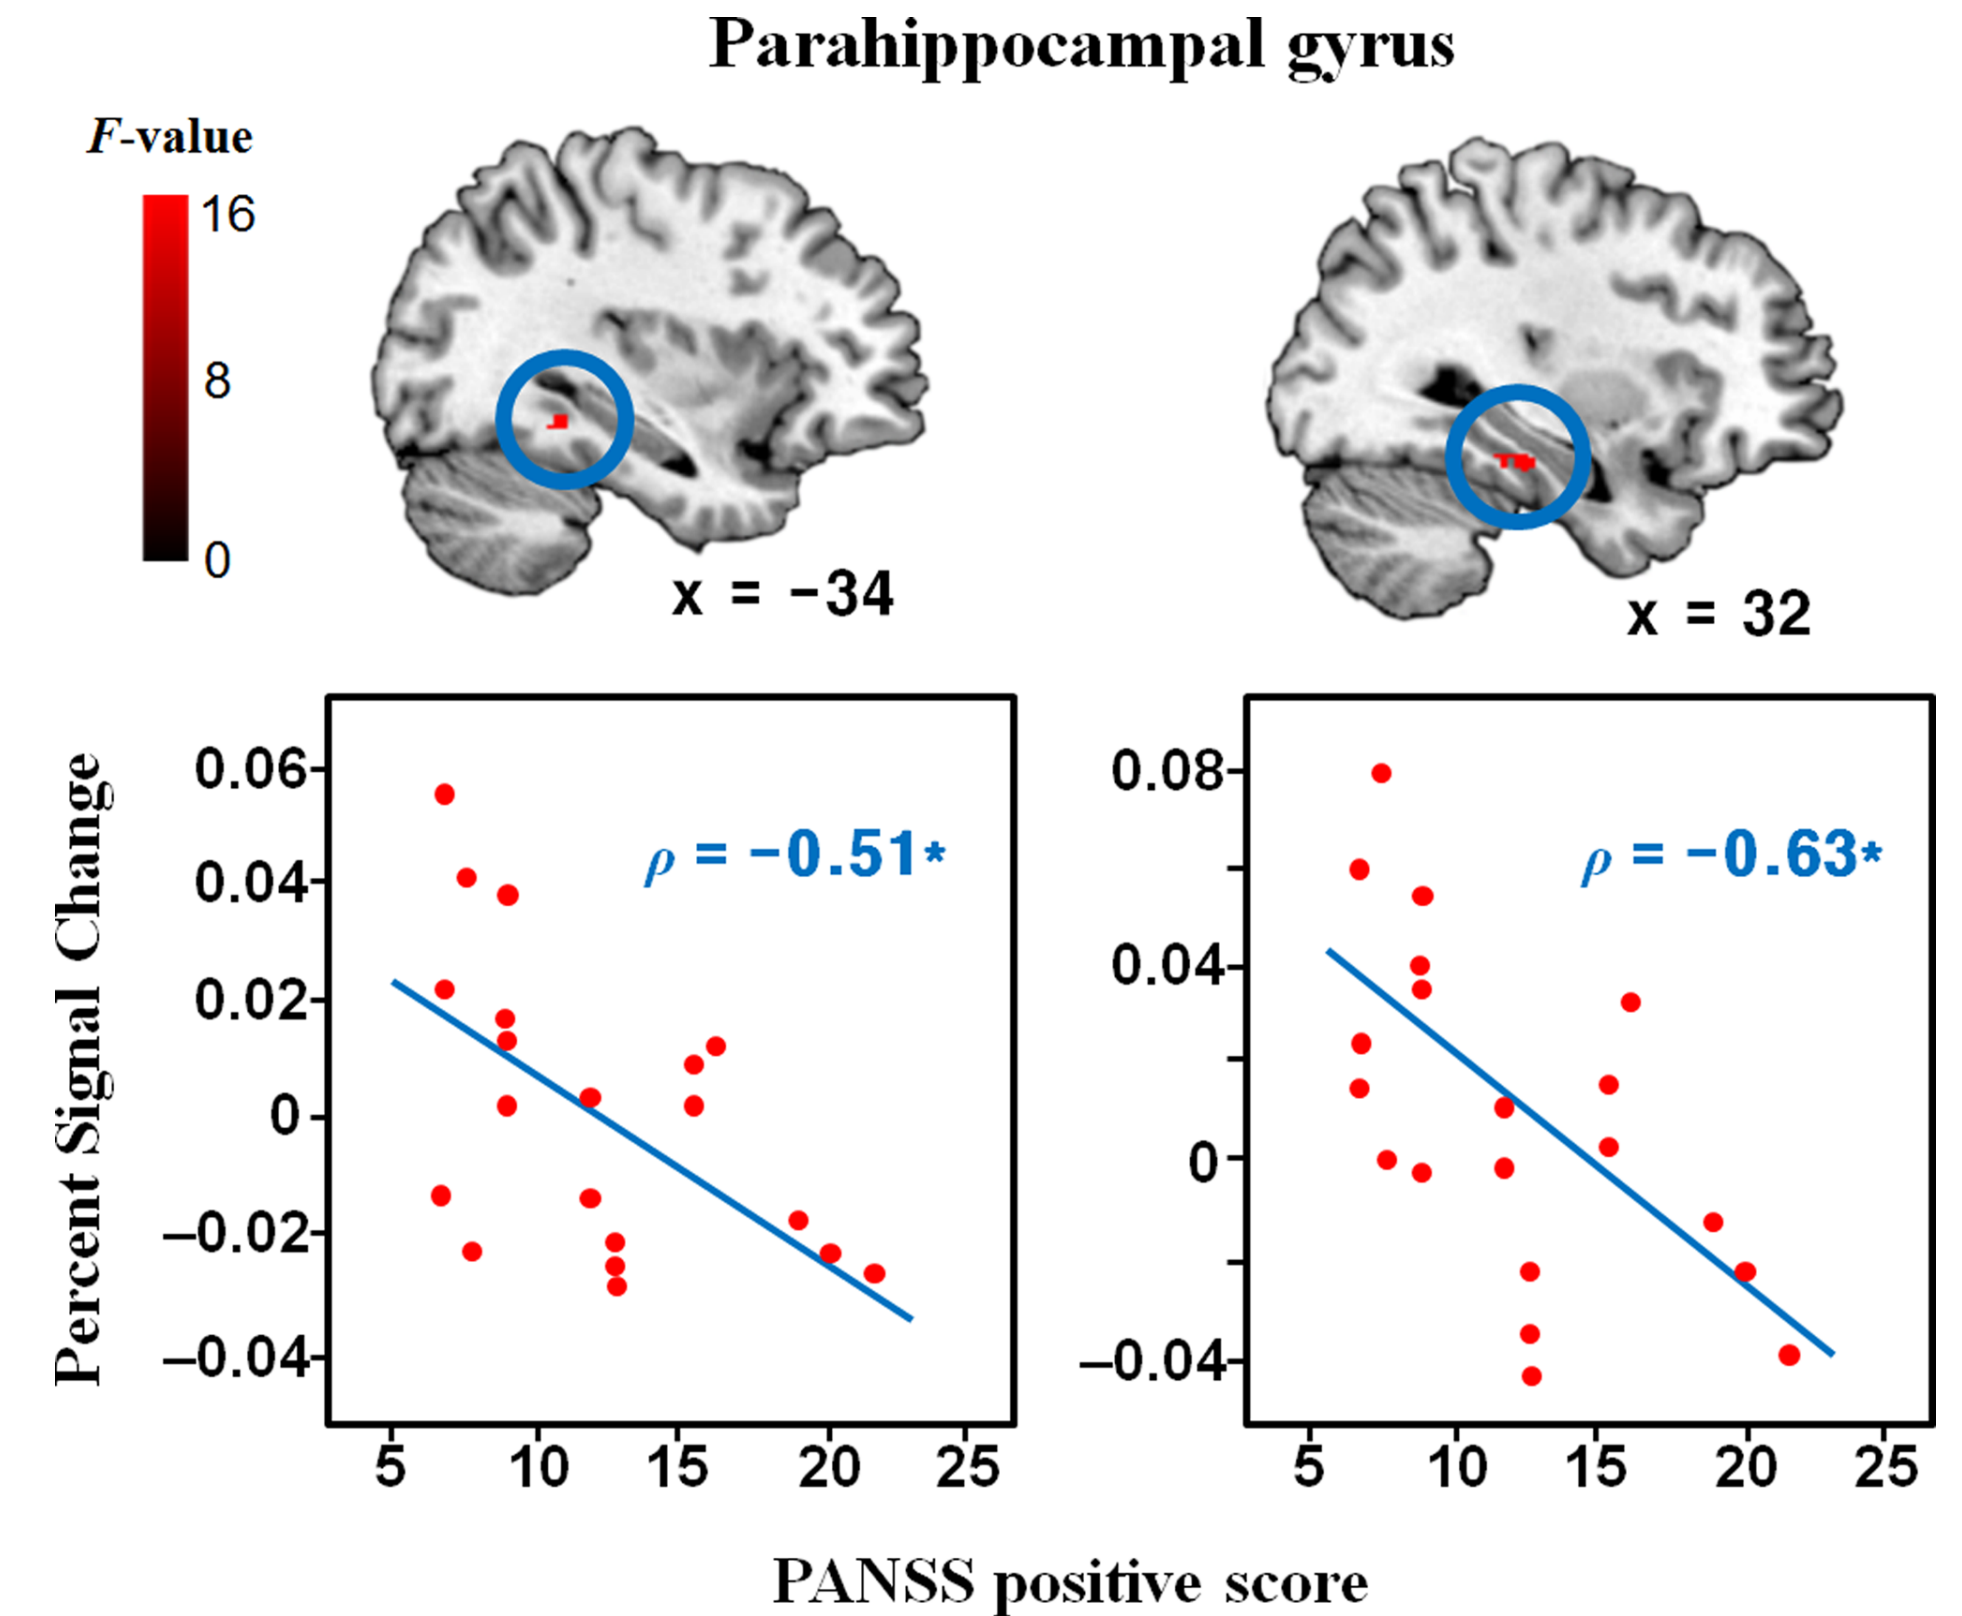 Parahippocampal gyrus
F-value
16
8
0
x = −34
x = 32
Percent Signal Change
0.06
0.04
0.02
0
−0.02
−0.04
ρ = −0.51*
5 10 15 20 25
0.08
0.04
0
−0.04
ρ = −0.63*
5 10 15 20 25
PANSS positive score